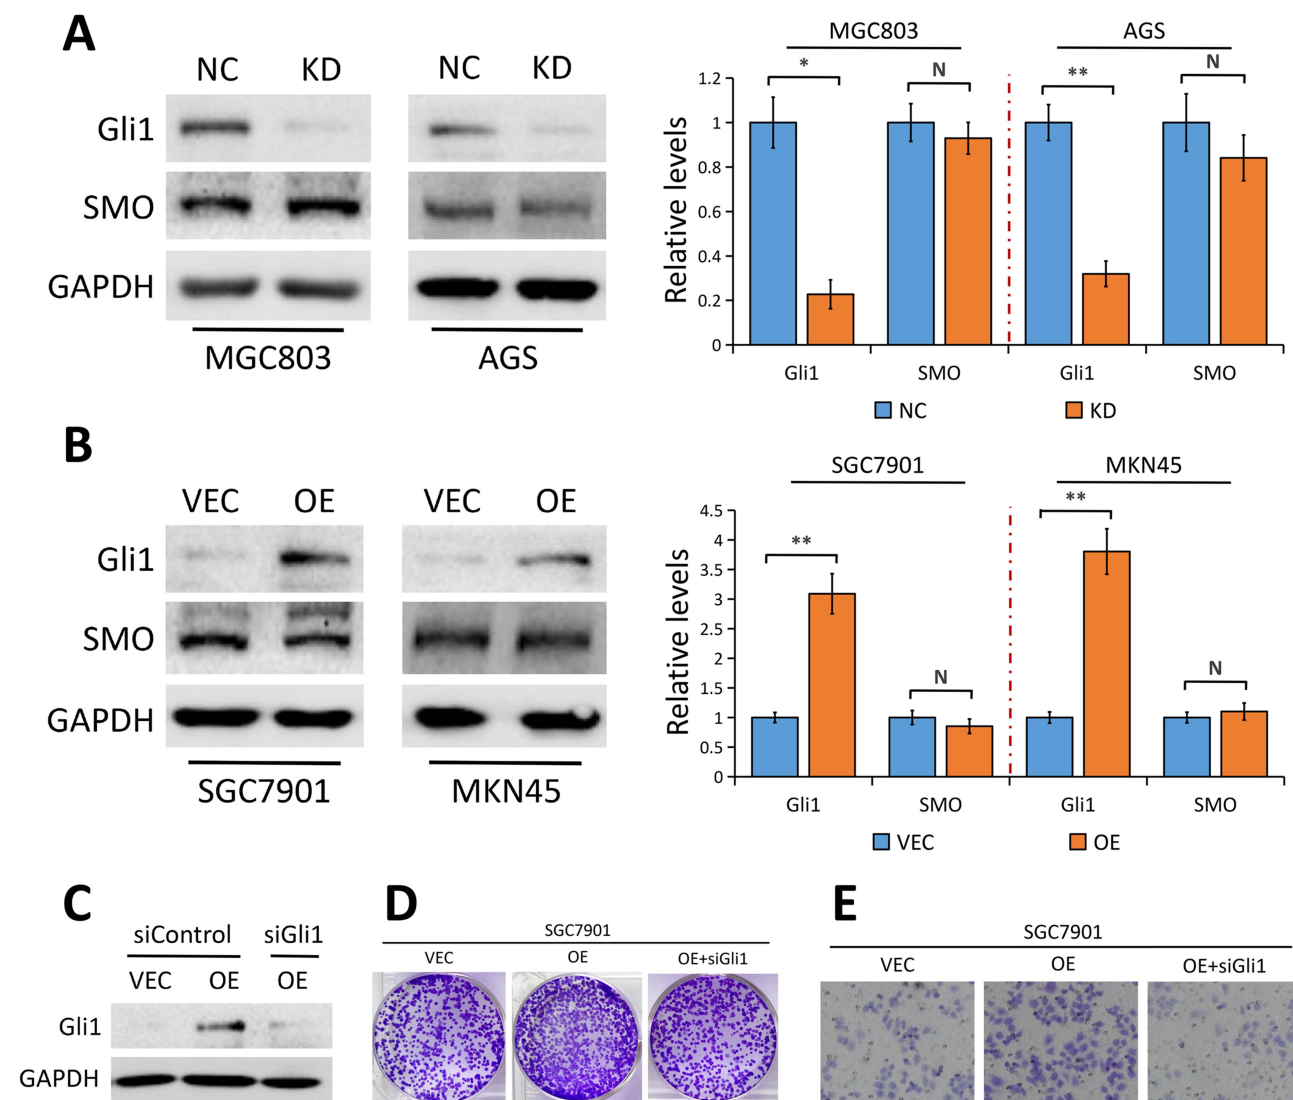 A
NC KD NC KD
Gli1
SMO
GAPDH
MGC803 AGS
MGC803 AGS
* N ** N
Relative levels
1.2
1
0.8
0.6
0.4
0.2
0
Gli1 SMO Gli1 SMO
NC KD
B
VEC OE VEC OE
Gli1
SMO
GAPDH
SGC7901 MKN45
SGC7901 MKN45
** N ** N
Relative levels
4.5
4
3.5
3
2.5
2
1.5
1
0.5
0
Gli1 SMO Gli1 SMO
VEC OE
C
siControl siGli1
VEC OE OE
Gli1
GAPDH
D
SGC7901
VEC OE OE+siGli1
E
SGC7901
VEC OE OE+siGli1